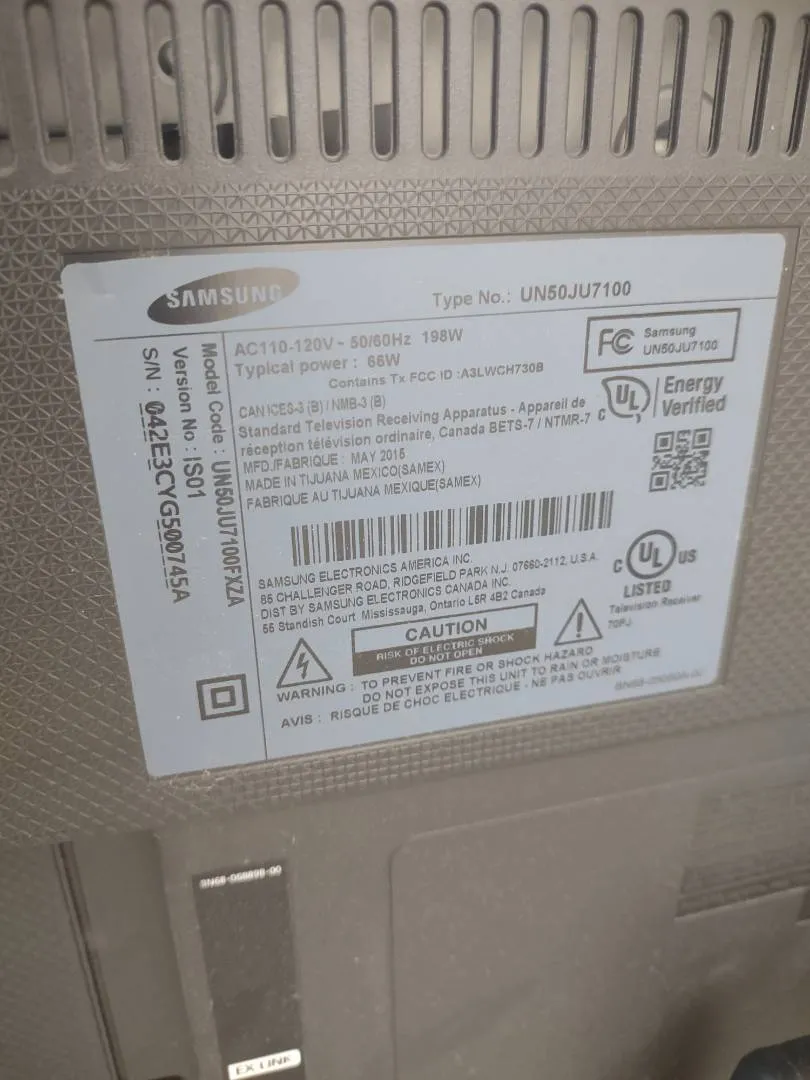 SAMSUNG
Type No.: UN50JU7100
AC110-120V ~ 50/60Hz 198W
Typical power : 66W
Contains Tx FCC ID :A3LWCH730B
FC Samsung
UN50JU7100
CAN ICES-3 (B) / NMB-3 (B)
Standard Television Receiving Apparatus - Appareil de
réception télévision ordinaire, Canada BETS-7 / NTMR-7
C UL Energy
Verified
MFD./FABRIQUE : MAY 2015
MADE IN TIJUANA MEXICO(SAMEX)
FABRIQUE AU TIJUANA MEXIQUE(SAMEX)
Model Code : UN50JU7100FXZA
Version No : IS01
S/N : 042E3CYG500745A
SAMSUNG ELECTRONICS AMERICA INC.
85 CHALLENGER ROAD, RIDGEFIELD PARK N.J. 07660-2112, U.S.A.
DIST BY SAMSUNG ELECTRONICS CANADA INC.
55 Standish Court Mississauga, Ontario L5R 4B2 Canada
C UL US
LISTED
Television Receiver
70PJ
CAUTION
RISK OF ELECTRIC SHOCK
DO NOT OPEN
WARNING : TO PREVENT FIRE OR SHOCK HAZARD
DO NOT EXPOSE THIS UNIT TO RAIN OR MOISTURE
AVIS : RISQUE DE CHOC ELECTRIQUE - NE PAS OUVRIR
EX-LINK